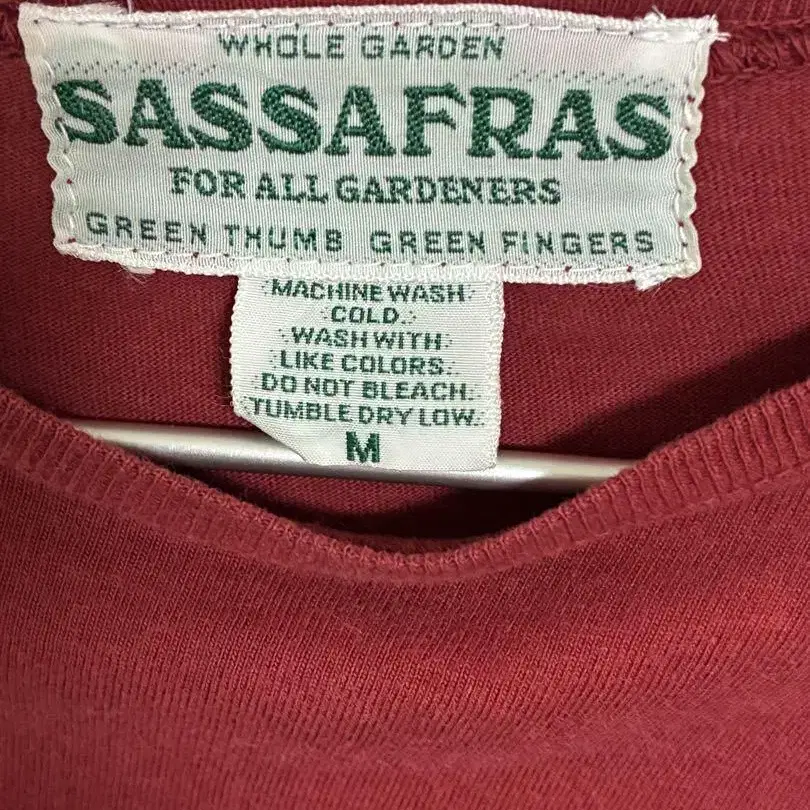 WHOLE GARDEN
SASSAFRAS
FOR ALL GARDENERS
GREEN THUMB GREEN FINGERS
MACHINE WASH
COLD.
WASH WITH
LIKE COLORS.
DO NOT BLEACH.
TUMBLE DRY LOW.
M